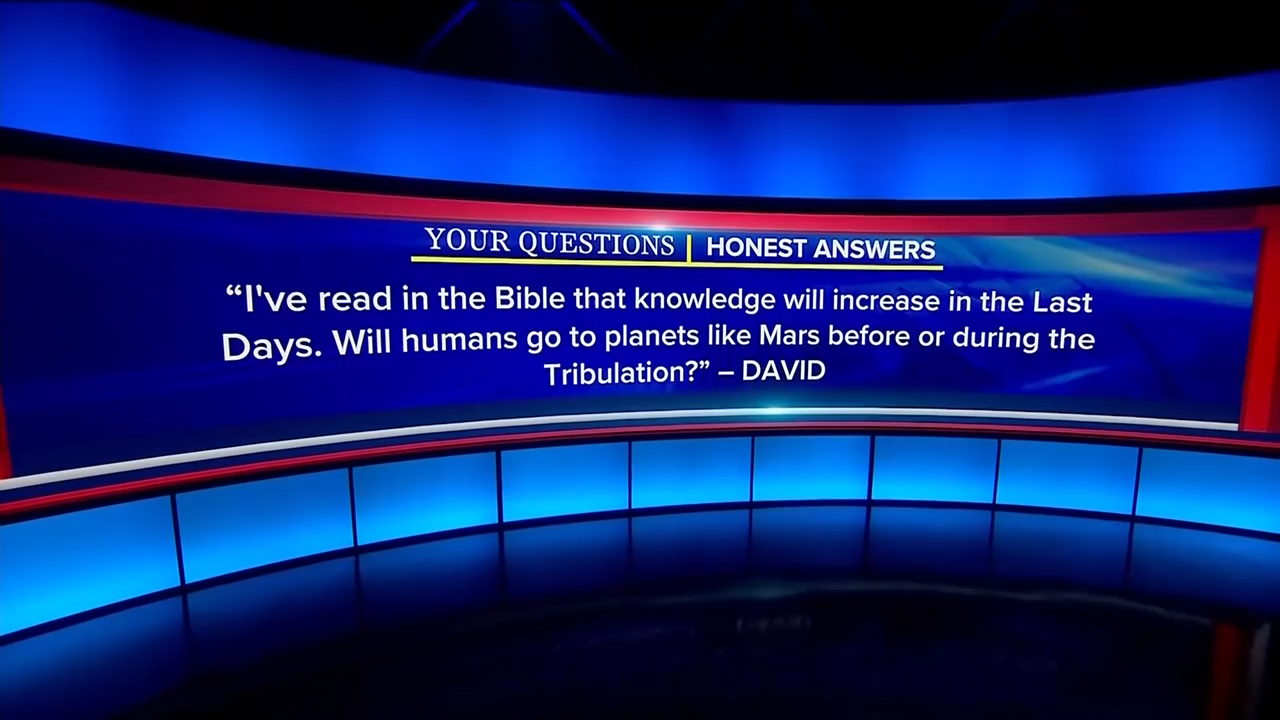 YOUR QUESTIONS | HONEST ANSWERS
“I've read in the Bible that knowledge will increase in the Last
Days. Will humans go to planets like Mars before or during the
Tribulation?” – DAVID